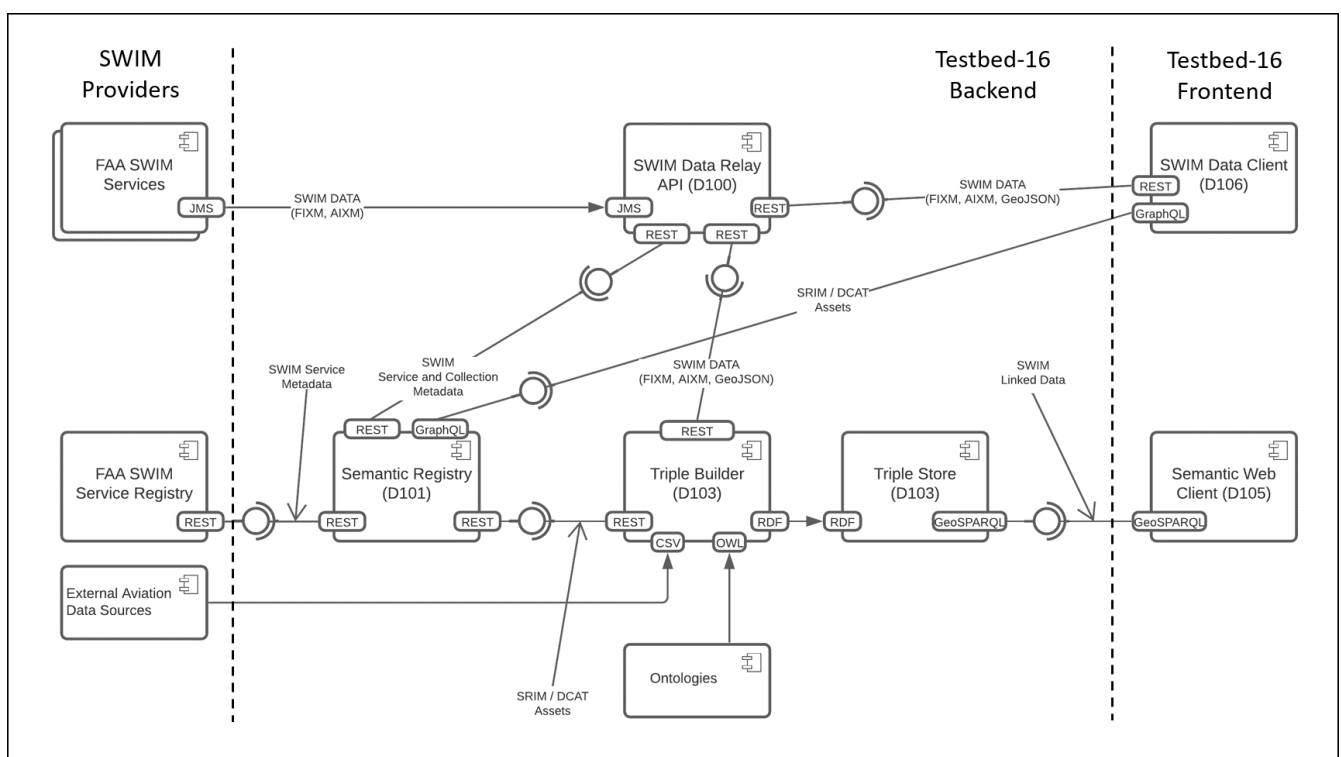 SWIM
Providers
Testbed-16
Backend
Testbed-16
Frontend
FAA SWIM
Services
JMS
SWIM DATA
(FIXM, AIXM)
SWIM Data Relay
API (D100)
JMS
REST
REST
REST
SWIM DATA
(FIXM, AIXM, GeoJSON)
SWIM Data Client
(D106)
REST
GraphQL
SRIM / DCAT
Assets
SWIM Service
Metadata
SWIM
Service and Collection
Metadata
SWIM DATA
(FIXM, AIXM, GeoJSON)
SWIM
Linked Data
FAA SWIM
Service Registry
REST
REST
GraphQL
Semantic Registry
(D101)
REST
REST
REST
Triple Builder
(D103)
REST
RDF
CSV
OWL
Triple Store
(D103)
RDF
GeoSPARQL
Semantic Web
Client (D105)
GeoSPARQL
External Aviation
Data Sources
Ontologies
SRIM / DCAT
Assets